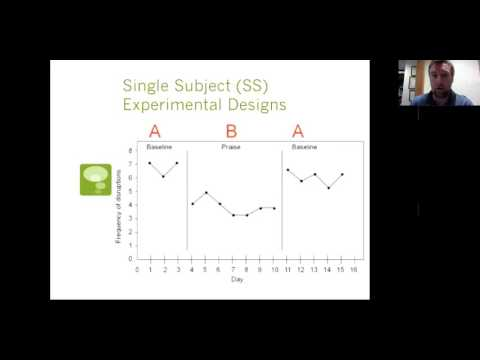 Single Subject (SS)
Experimental Designs
A B A
Baseline Praise Baseline
8
7
6
5
4
3
2
1
0
Frequency of disruptions
0 1 2 3 4 5 6 7 8 9 10 11 12 13 14 15 16
Day